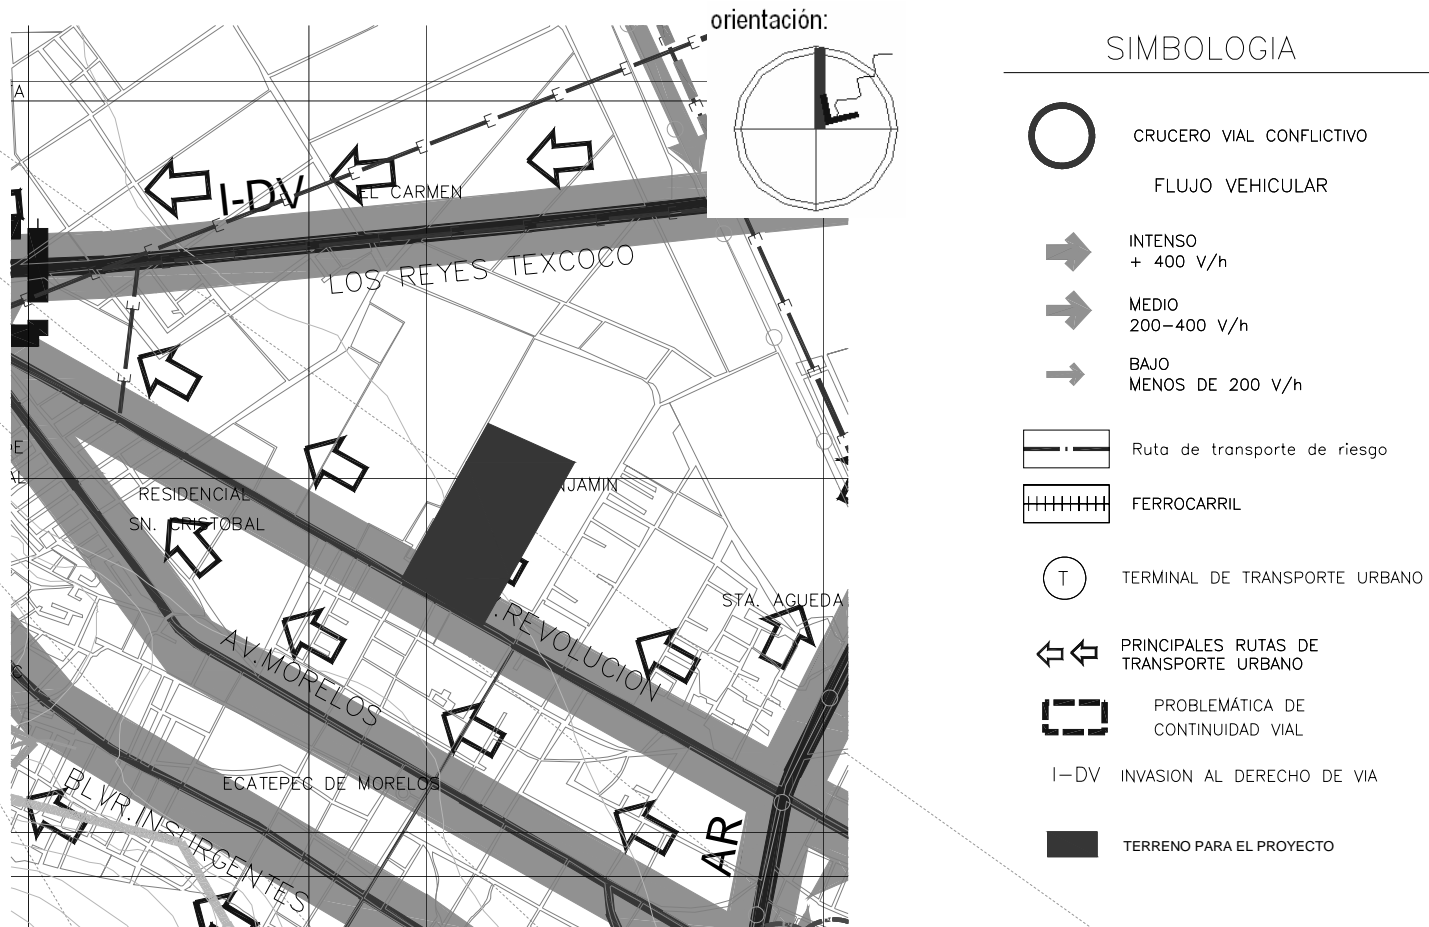 orientación:
SIMBOLOGIA
CRUCERO VIAL CONFLICTIVO
FLUJO VEHICULAR
INTENSO
+ 400 V/h
MEDIO
200-400 V/h
BAJO
MENOS DE 200 V/h
Ruta de transporte de riesgo
FERROCARRIL
T
TERMINAL DE TRANSPORTE URBANO
PRINCIPALES RUTAS DE
TRANSPORTE URBANO
PROBLEMÁTICA DE
CONTINUIDAD VIAL
I-DV INVASION AL DERECHO DE VIA
TERRENO PARA EL PROYECTO
A
I-DV
EL CARMEN
LOS REYES TEXCOCO
E
AL
RESIDENCIAL
SN. CRISTOBAL
NJAMIN
STA. AGUEDA
.REVOLUCION
AV.MORELOS
C
ECATEPEC DE MORELOS
BLVR.INSURGENTES
AR